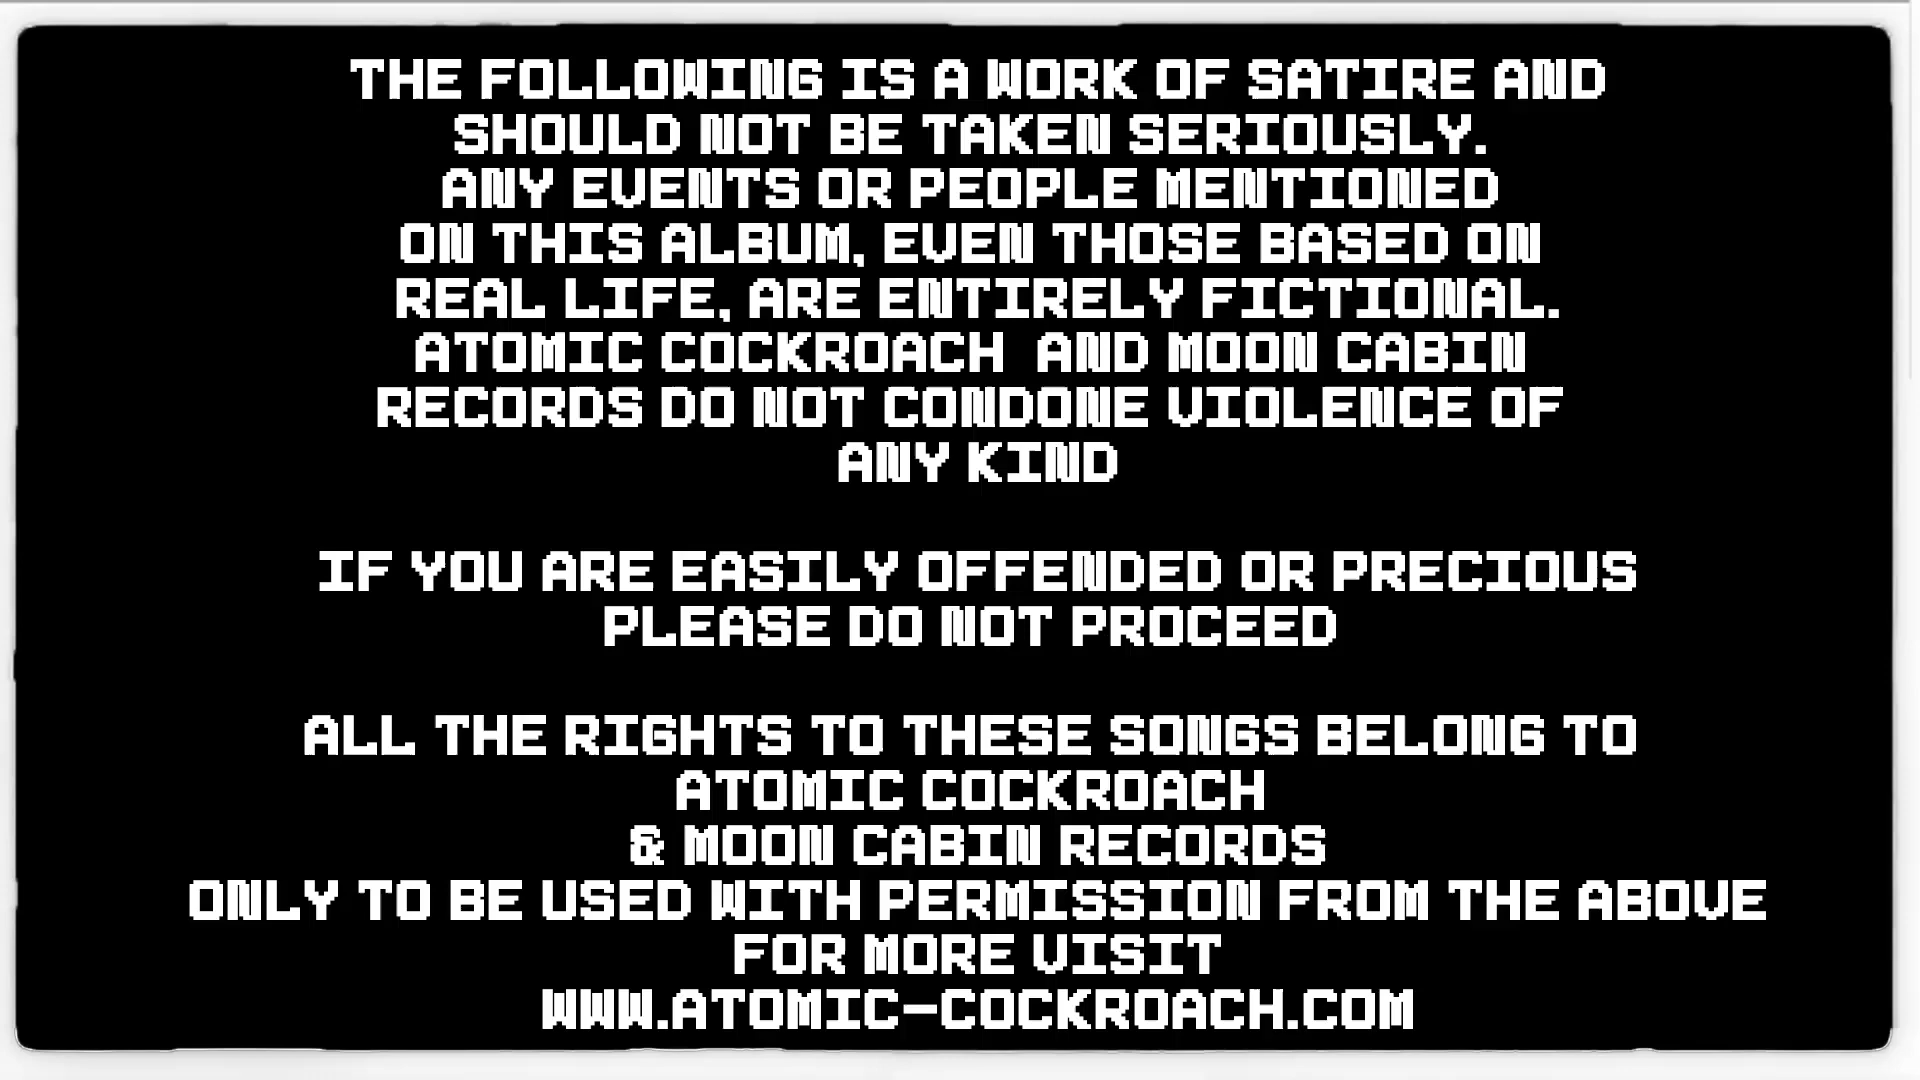 THE FOLLOWING IS A WORK OF SATIRE AND
SHOULD NOT BE TAKEN SERIOUSLY.
ANY EVENTS OR PEOPLE MENTIONED
ON THIS ALBUM, EVEN THOSE BASED ON
REAL LIFE, ARE ENTIRELY FICTIONAL.
ATOMIC COCKROACH AND MOON CABIN
RECORDS DO NOT CONDONE VIOLENCE OF
ANY KIND
IF YOU ARE EASILY OFFENDED OR PRECIOUS
PLEASE DO NOT PROCEED
ALL THE RIGHTS TO THESE SONGS BELONG TO
ATOMIC COCKROACH
& MOON CABIN RECORDS
ONLY TO BE USED WITH PERMISSION FROM THE ABOVE
FOR MORE VISIT
WWW.ATOMIC-COCKROACH.COM